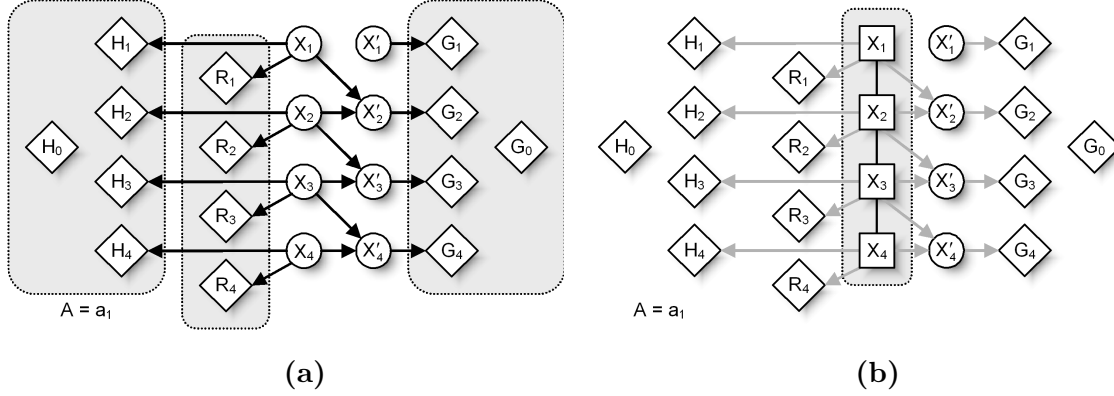 H₁ X₁ X′₁ G₁
R₁
H₂ X₂ X′₂ G₂
H₀ R₂ G₀
H₃ X₃ X′₃ G₃
R₃
H₄ X₄ X′₄ G₄
R₄
A = a₁
(a)
H₁ X₁ X′₁ G₁
R₁
H₂ X₂ X′₂ G₂
H₀ R₂ G₀
H₃ X₃ X′₃ G₃
R₃
H₄ X₄ X′₄ G₄
R₄
A = a₁
(b)